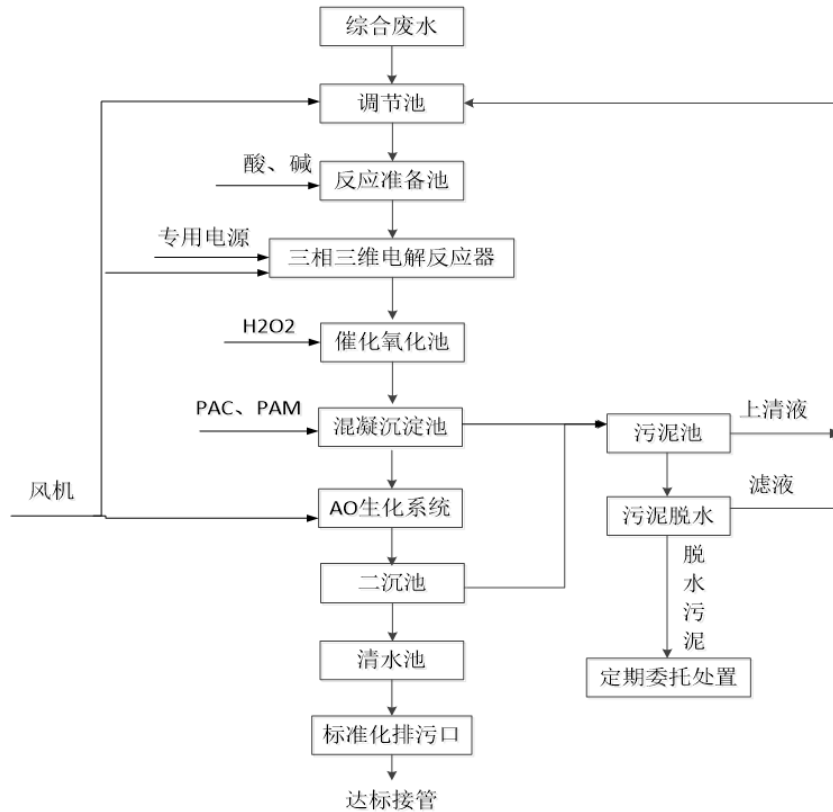 综合废水
调节池
酸、碱
反应准备池
专用电源
三相三维电解反应器
H2O2
催化氧化池
PAC、PAM
混凝沉淀池
污泥池
上清液
风机
AO生化系统
污泥脱水
滤液
二沉池
脱水污泥
清水池
定期委托处置
标准化排污口
达标接管